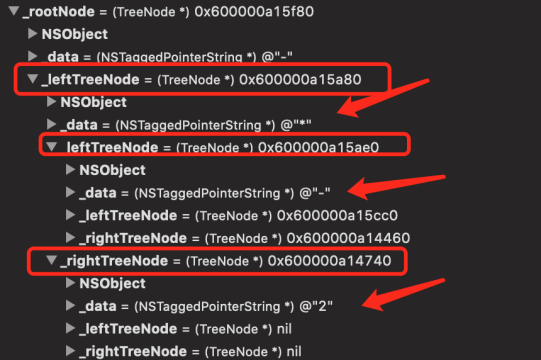 _rootNode = (TreeNode *) 0x600000a15f80
NSObject
_data = (NSTaggedPointerString *) @"-"
_leftTreeNode = (TreeNode *) 0x600000a15a80
NSObject
_data = (NSTaggedPointerString *) @"*"
_leftTreeNode = (TreeNode *) 0x600000a15ae0
NSObject
_data = (NSTaggedPointerString *) @"-"
_leftTreeNode = (TreeNode *) 0x600000a15cc0
_rightTreeNode = (TreeNode *) 0x600000a14460
_rightTreeNode = (TreeNode *) 0x600000a14740
NSObject
_data = (NSTaggedPointerString *) @"2"
_leftTreeNode = (TreeNode *) nil
_rightTreeNode = (TreeNode *) nil